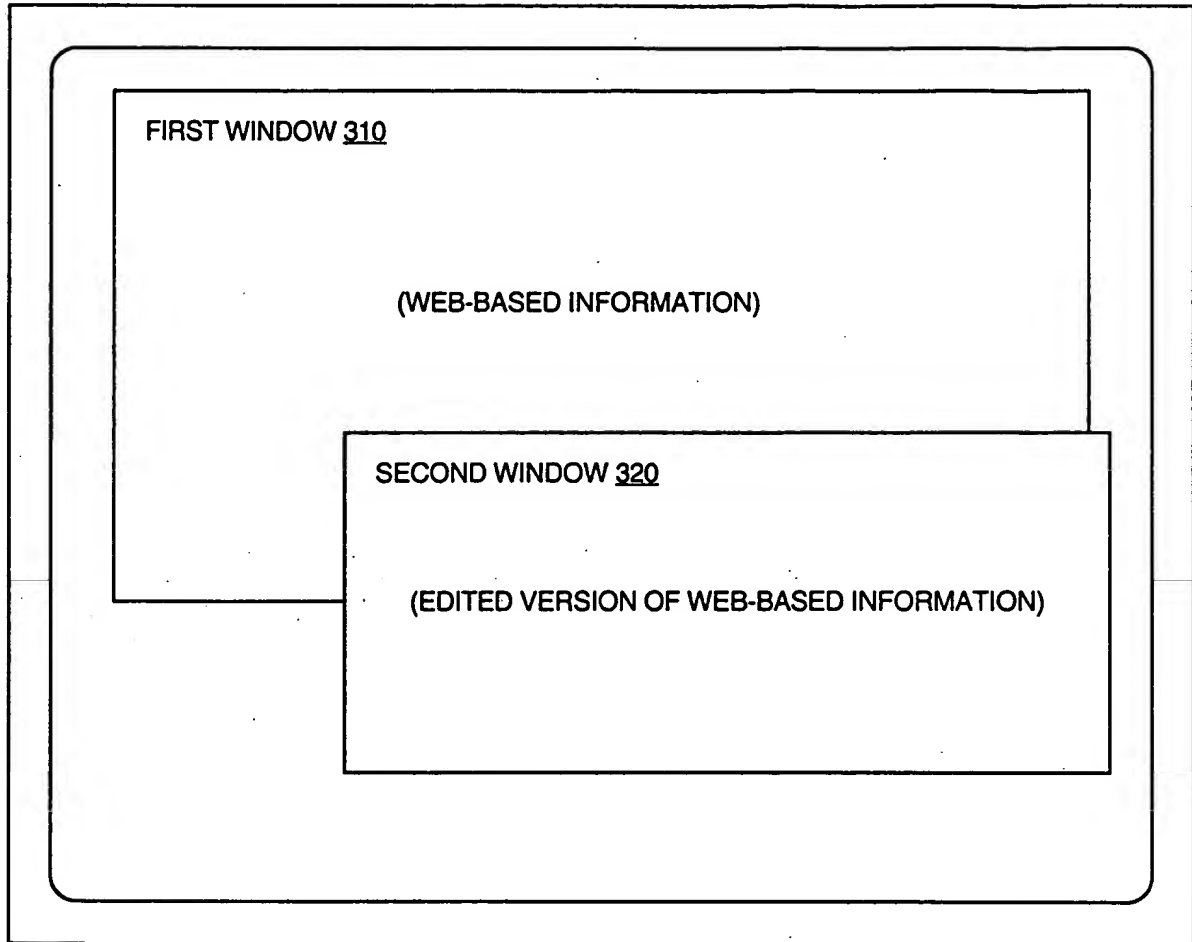 FIRST WINDOW 310
(WEB-BASED INFORMATION)
SECOND WINDOW 320
(EDITED VERSION OF WEB-BASED INFORMATION)